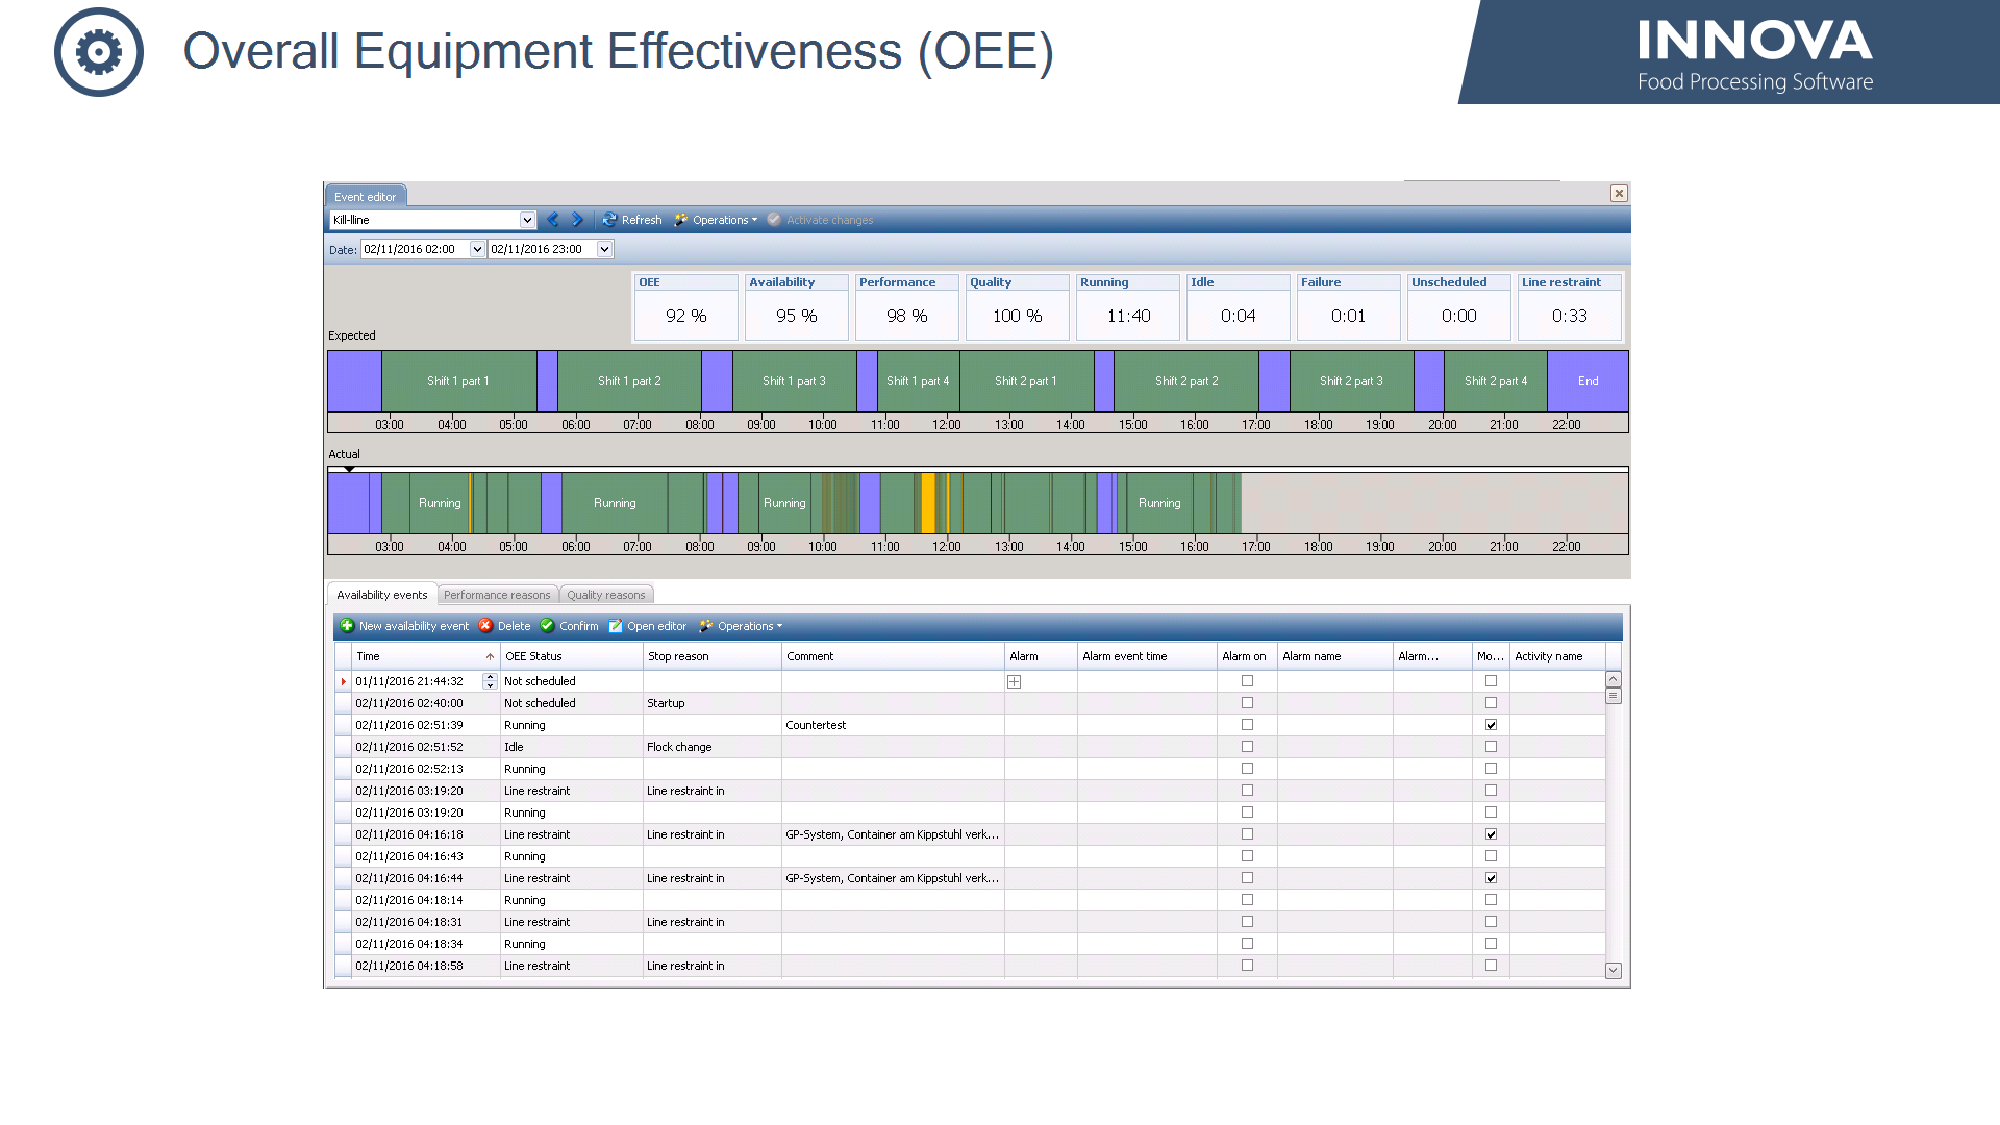 Overall Equipment Effectiveness (OEE)
INNOVA
Food Processing Software
Event editor
Kill-lline Refresh Operations Activate changes
Date: 02/11/2016 02:00 02/11/2016 23:00
OEE Availability Performance Quality Running Idle Failure Unscheduled Line restraint
92 % 95 % 98 % 100 % 11:40 0:04 0:01 0:00 0:33
Expected
Shift 1 part 1 Shift 1 part 2 Shift 1 part 3 Shift 1 part 4 Shift 2 part 1 Shift 2 part 2 Shift 2 part 3 Shift 2 part 4 End
03:00 04:00 05:00 06:00 07:00 08:00 09:00 10:00 11:00 12:00 13:00 14:00 15:00 16:00 17:00 18:00 19:00 20:00 21:00 22:00
Actual
Running Running Running Running
03:00 04:00 05:00 06:00 07:00 08:00 09:00 10:00 11:00 12:00 13:00 14:00 15:00 16:00 17:00 18:00 19:00 20:00 21:00 22:00
Availability events Performance reasons Quality reasons
New availability event Delete Confirm Open editor Operations
Time OEE Status Stop reason Comment Alarm Alarm event time Alarm on Alarm name Alarm... Mo... Activity name
01/11/2016 21:44:32 Not scheduled
02/11/2016 02:40:00 Not scheduled Startup
02/11/2016 02:51:39 Running Countertest
02/11/2016 02:51:52 Idle Flock change
02/11/2016 02:52:13 Running
02/11/2016 03:19:20 Line restraint Line restraint in
02/11/2016 03:19:20 Running
02/11/2016 04:16:18 Line restraint Line restraint in GP-System, Container am Kippstuhl verk...
02/11/2016 04:16:43 Running
02/11/2016 04:16:44 Line restraint Line restraint in GP-System, Container am Kippstuhl verk...
02/11/2016 04:18:14 Running
02/11/2016 04:18:31 Line restraint Line restraint in
02/11/2016 04:18:34 Running
02/11/2016 04:18:58 Line restraint Line restraint in